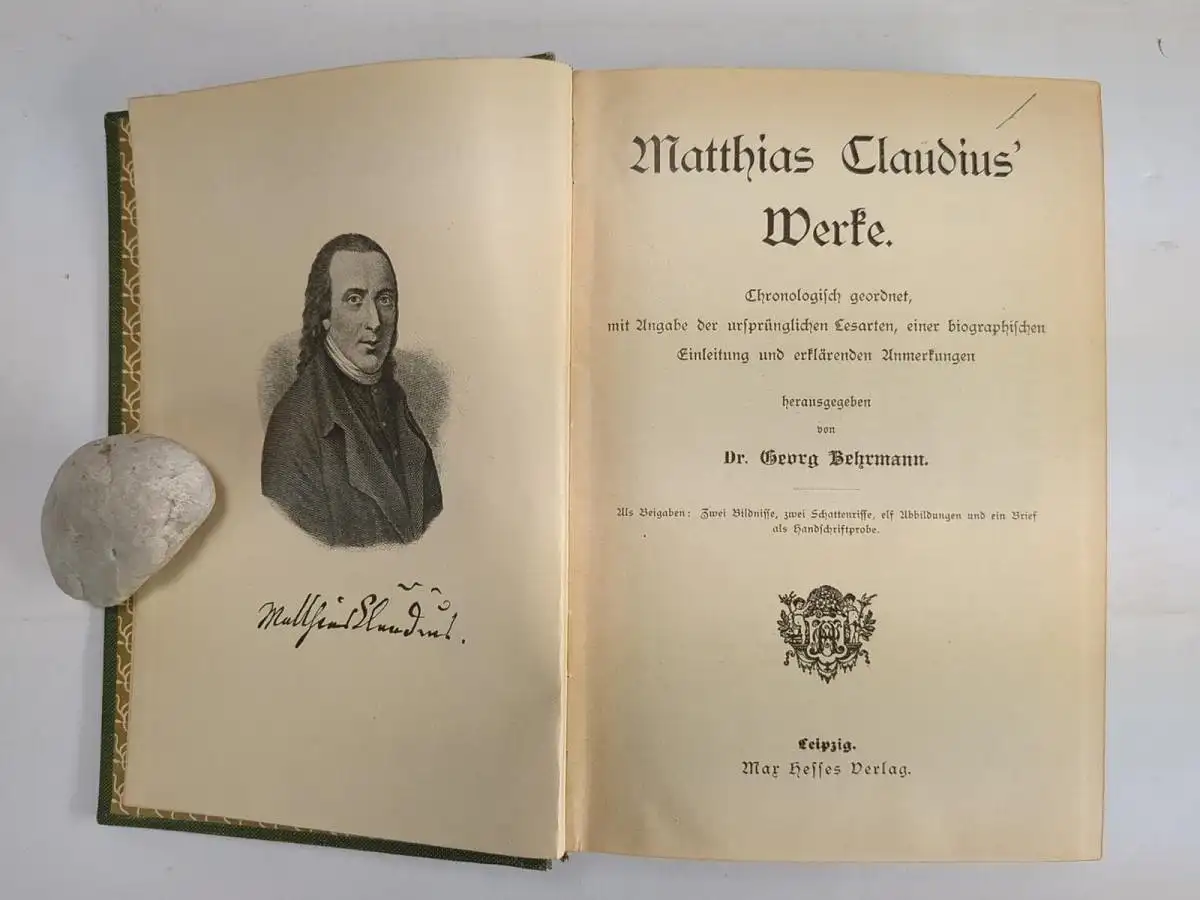 Matthias Claudius.
Matthias Claudius'
Werke.
Chronologisch geordnet,
mit Angabe der ursprünglichen Lesarten, einer biographischen
Einleitung und erklärenden Anmerkungen
herausgegeben
von
Dr. Georg Behrmann.
Als Beigaben: Zwei Bildnisse, zwei Schattenrisse, elf Abbildungen und ein Brief
als Handschriftprobe.
Leipzig.
Max Hesses Verlag.